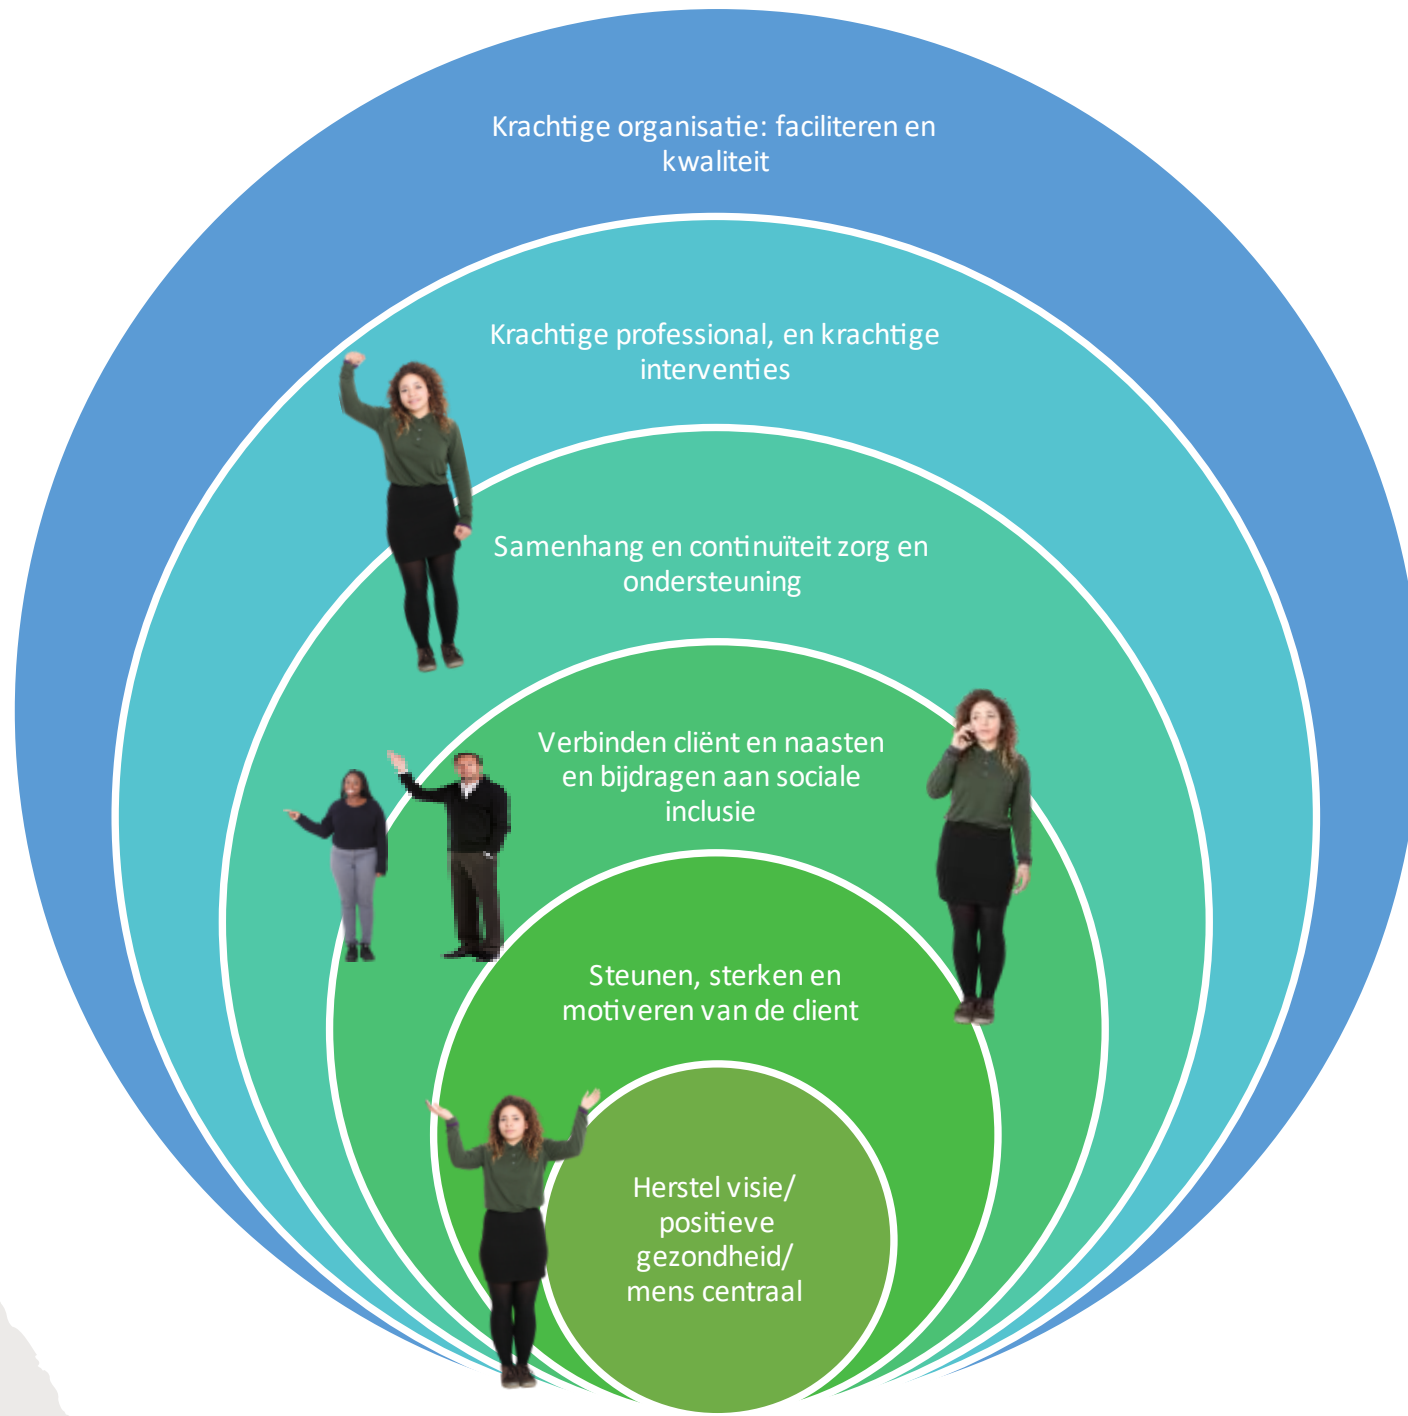 Krachtige organisatie: faciliteren en
kwaliteit
Krachtige professional, en krachtige
interventies
Samenhang en continuïteit zorg en
ondersteuning
Verbinden cliënt en naasten
en bijdragen aan sociale
inclusie
Steunen, sterken en
motiveren van de client
Herstel visie/
positieve
gezondheid/
mens centraal